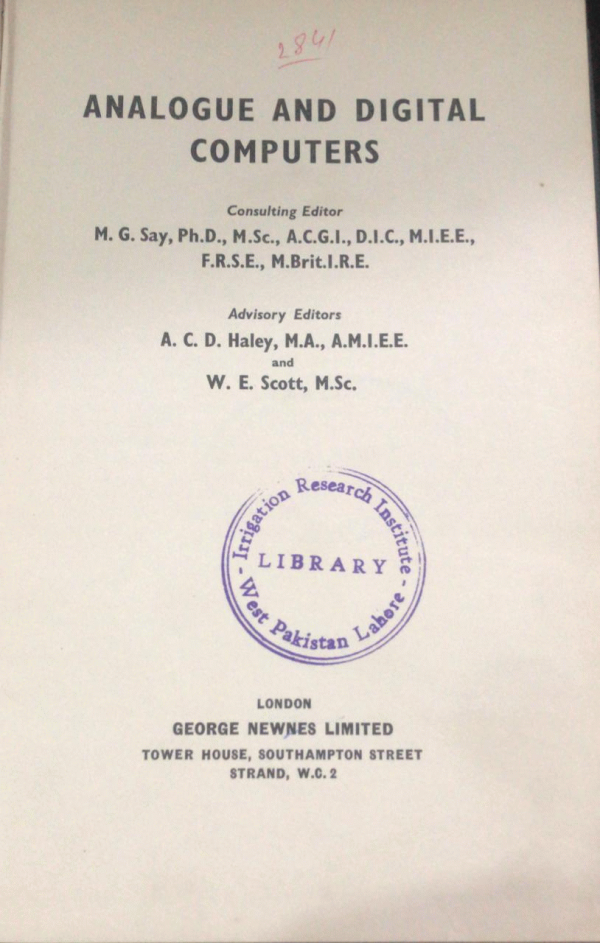 2841
ANALOGUE AND DIGITAL
COMPUTERS
Consulting Editor
M. G. Say, Ph.D., M.Sc., A.C.G.I., D.I.C., M.I.E.E.,
F.R.S.E., M.Brit.I.R.E.
Advisory Editors
A. C. D. Haley, M.A., A.M.I.E.E.
and
W. E. Scott, M.Sc.
Irrigation Research Institute
LIBRARY
- West Pakistan Lahore -
LONDON
GEORGE NEWNES LIMITED
TOWER HOUSE, SOUTHAMPTON STREET
STRAND, W.C.2